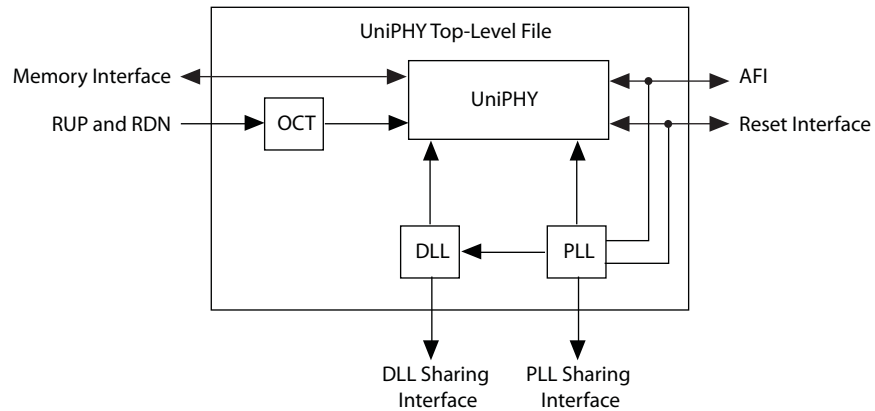 UniPHY Top-Level File
Memory Interface
UniPHY
AFI
RUP and RDN
OCT
Reset Interface
DLL
PLL
DLL Sharing
Interface
PLL Sharing
Interface